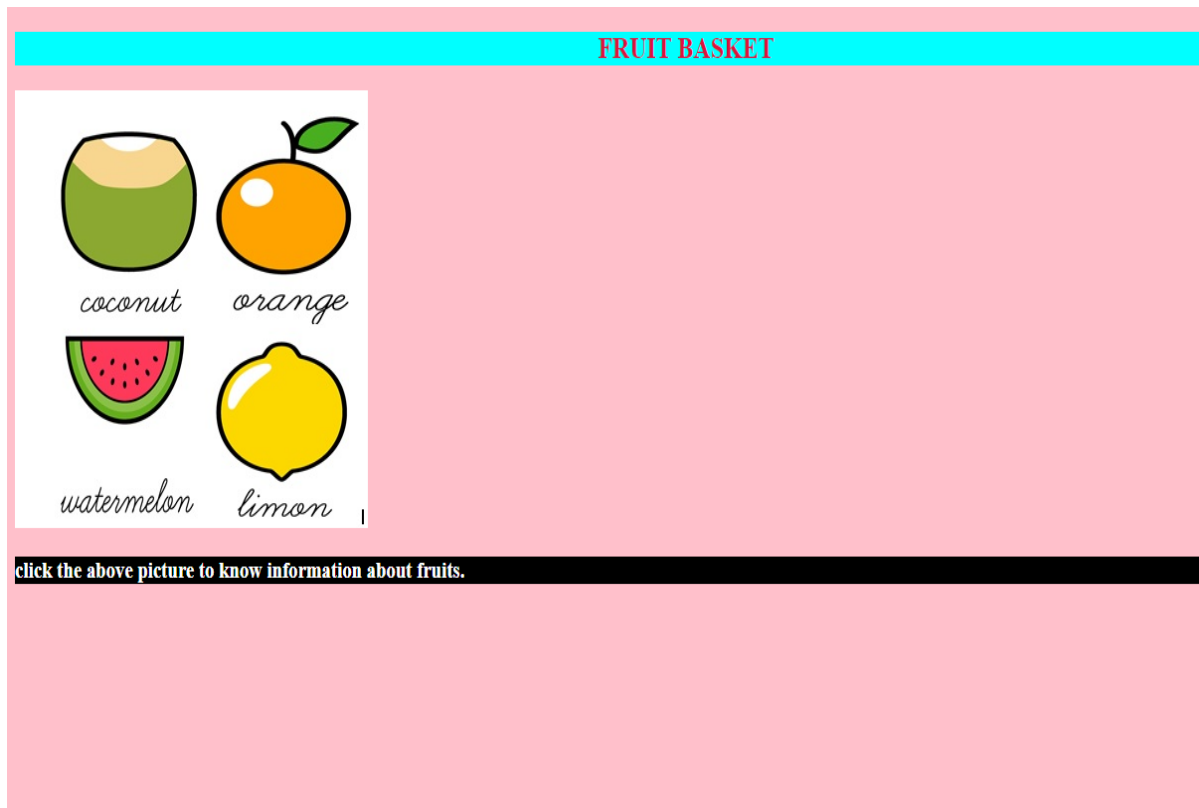 FRUIT BASKET
coconut orange
watermelon limon
click the above picture to know information about fruits.